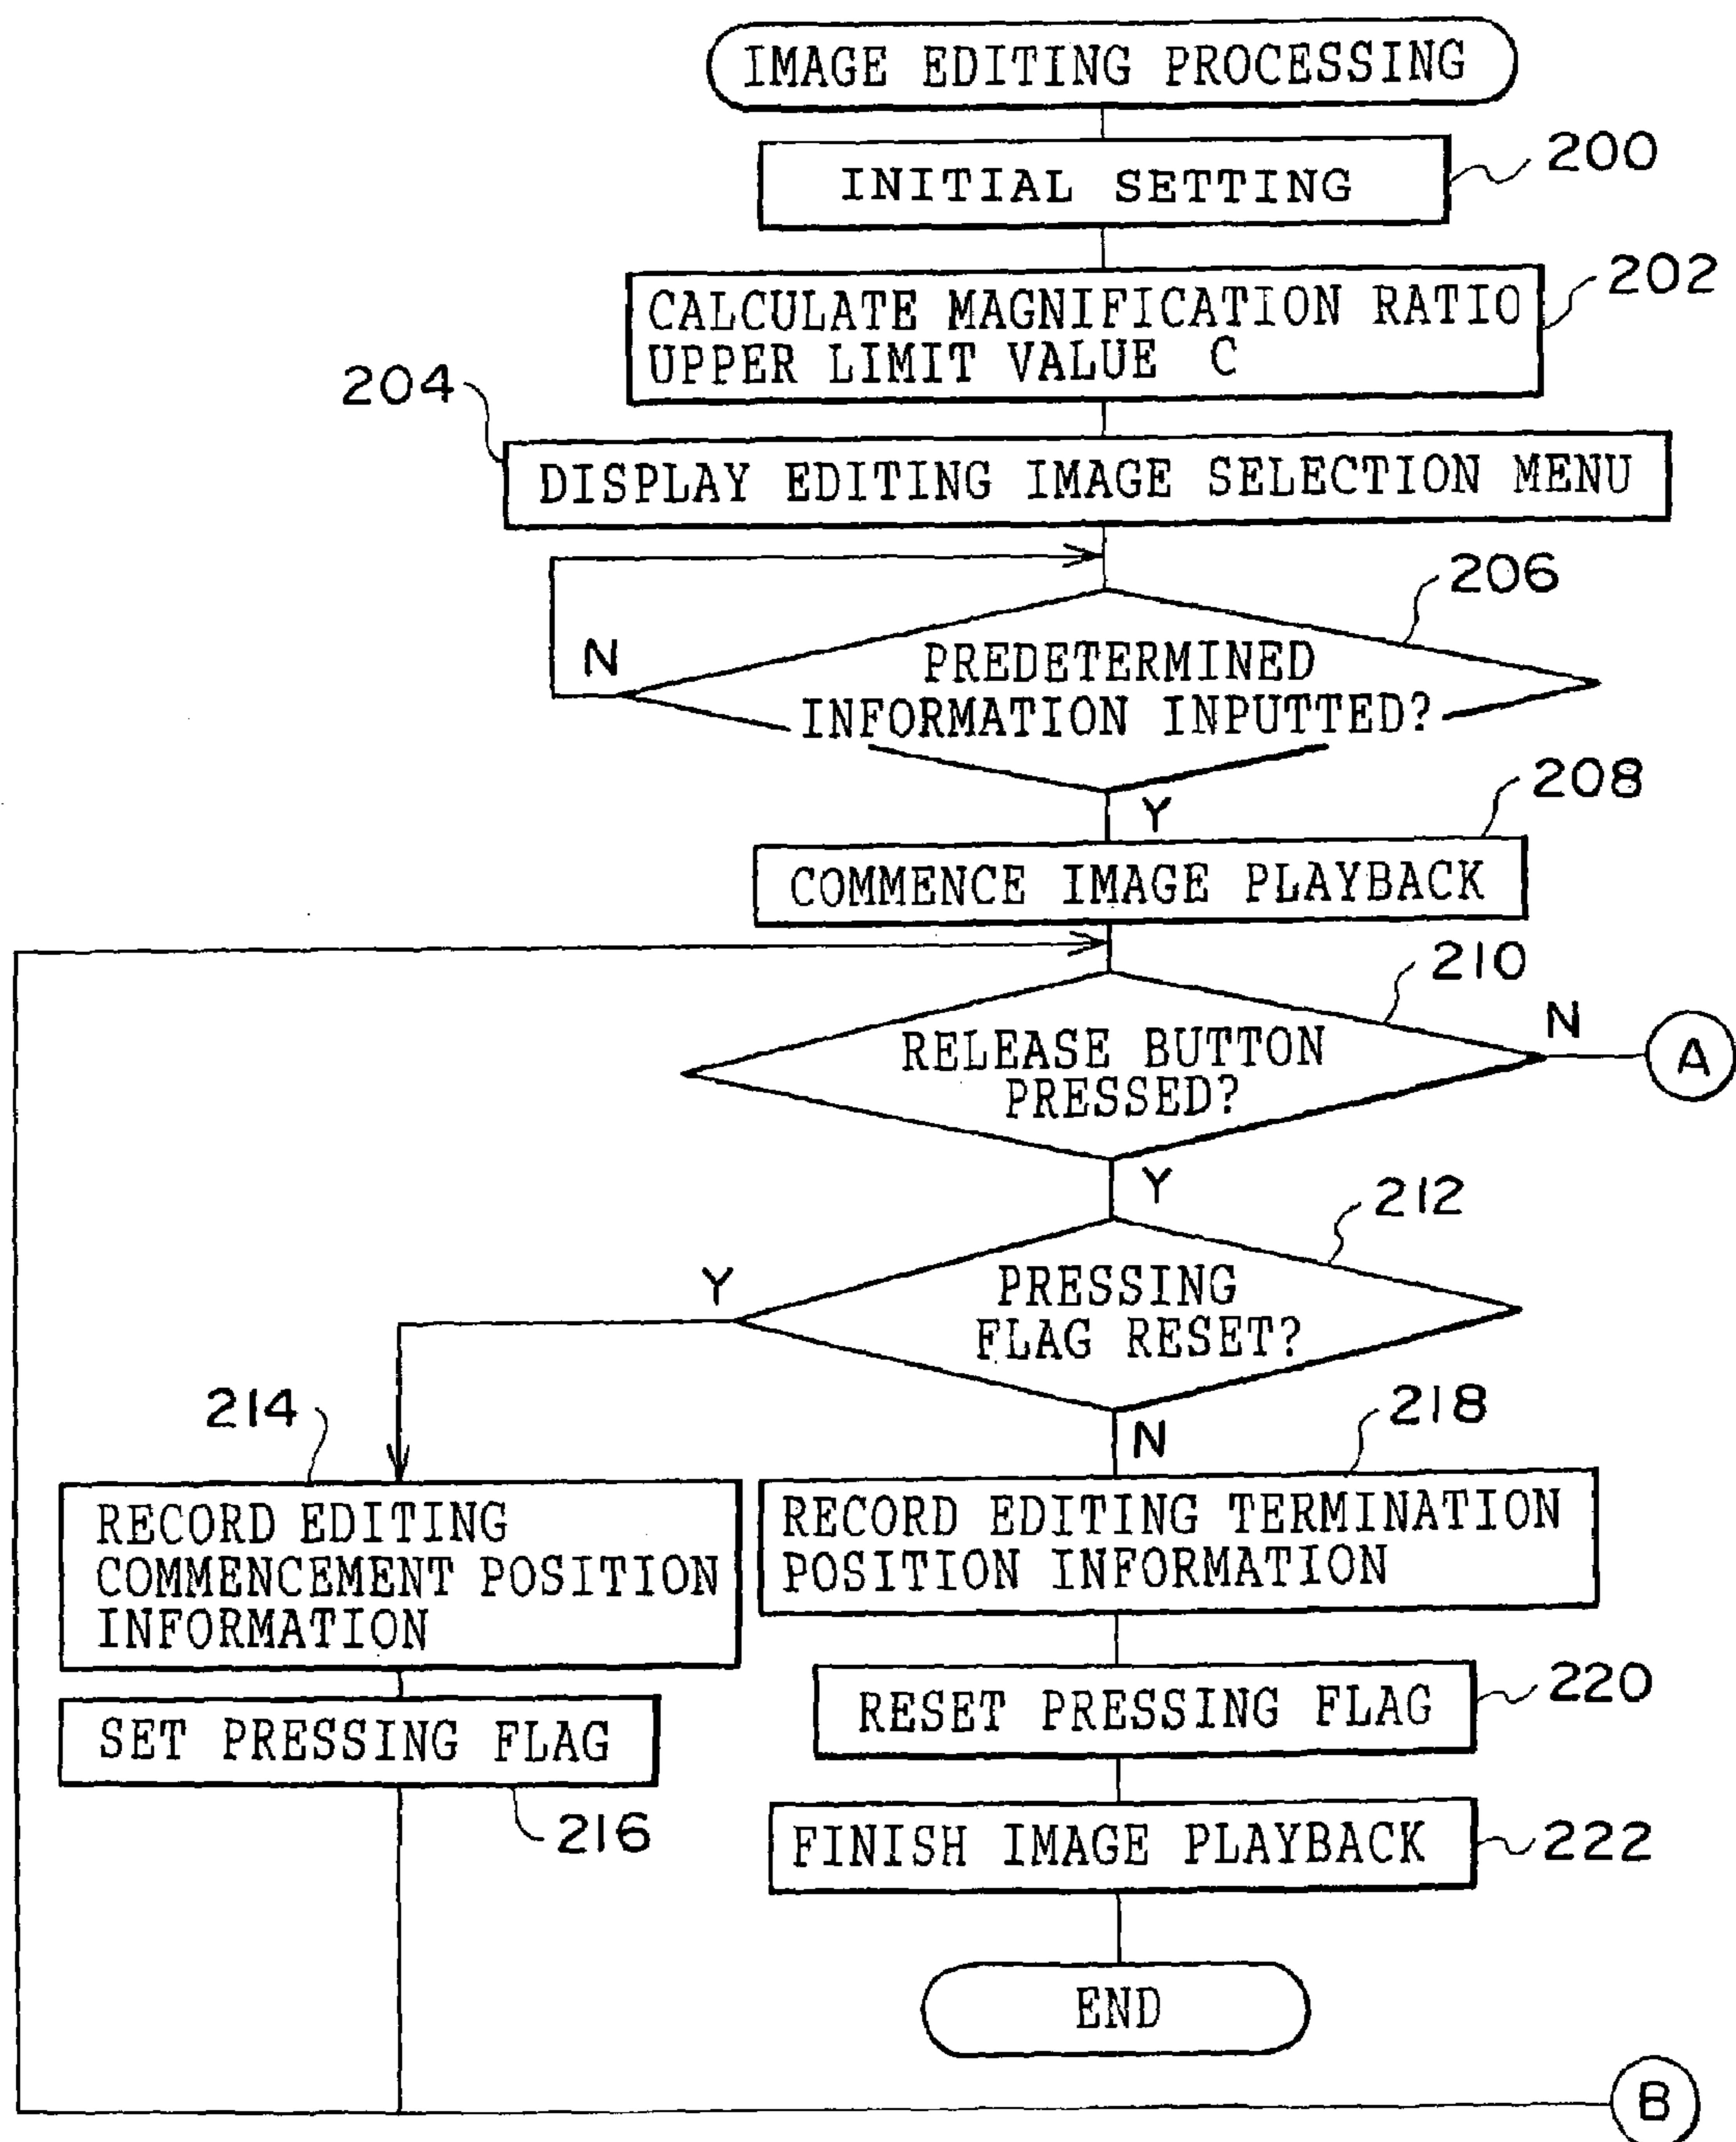 IMAGE EDITING PROCESSING
200
INITIAL SETTING
202
CALCULATE MAGNIFICATION RATIO
UPPER LIMIT VALUE C
204
DISPLAY EDITING IMAGE SELECTION MENU
206
N
PREDETERMINED
INFORMATION INPUTTED?
208
Y
COMMENCE IMAGE PLAYBACK
210
N
A
RELEASE BUTTON
PRESSED?
Y
212
Y
PRESSING
FLAG RESET?
214
218
N
RECORD EDITING
COMMENCEMENT POSITION
INFORMATION
RECORD EDITING TERMINATION
POSITION INFORMATION
SET PRESSING FLAG
216
RESET PRESSING FLAG
220
FINISH IMAGE PLAYBACK
222
END
B